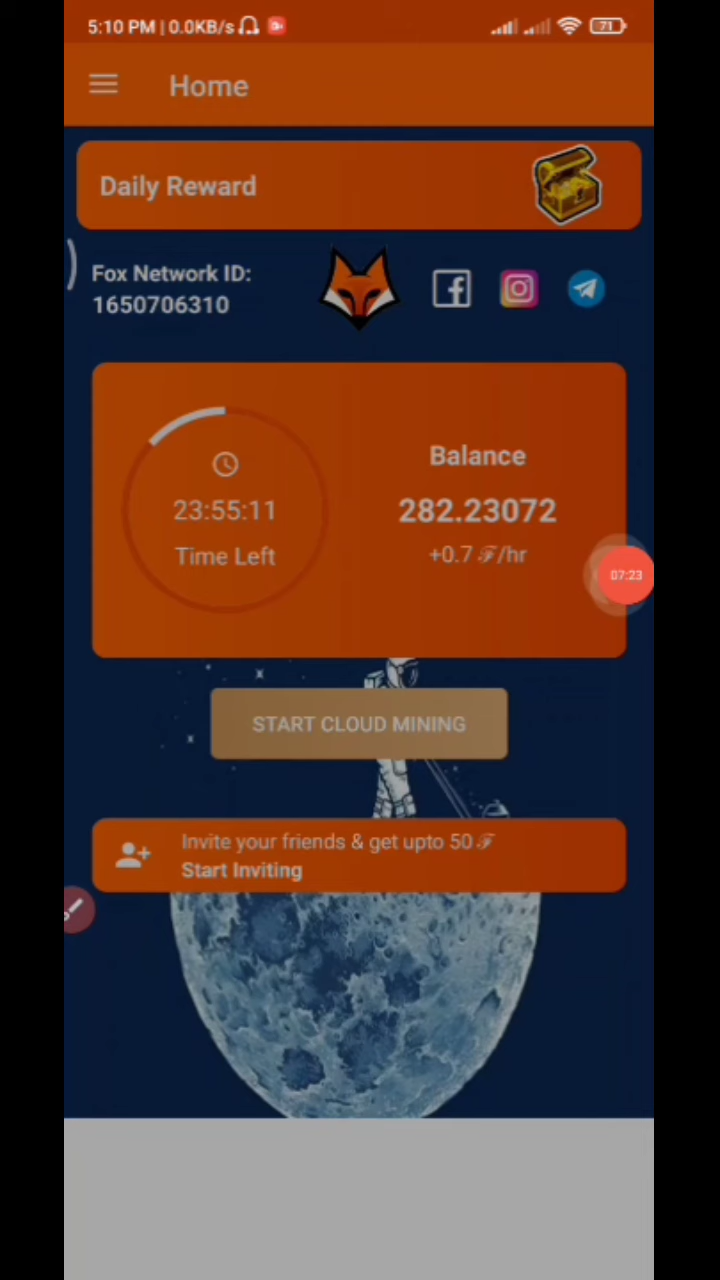 5:10 PM | 0.0KB/s
71
Home
Daily Reward
Fox Network ID:
1650706310
23:55:11
Time Left
Balance
282.23072
+0.7 ℱ/hr
07:23
START CLOUD MINING
Invite your friends & get upto 50 ℱ
Start Inviting